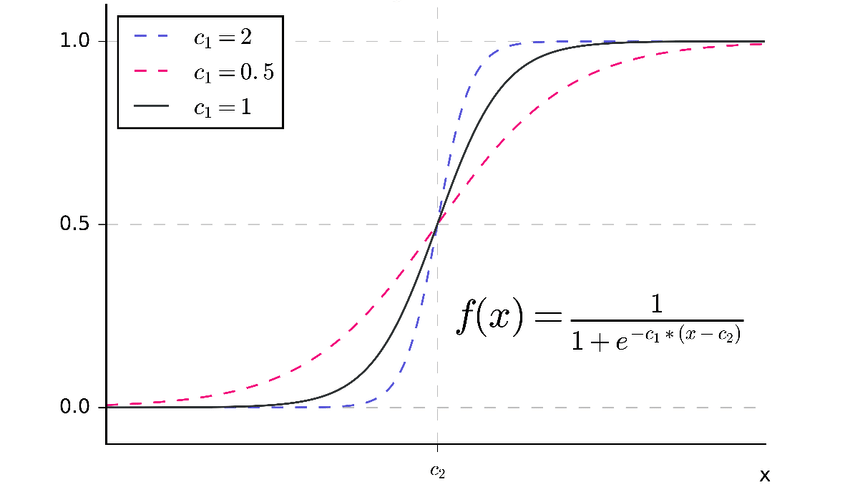 1.0
c₁ = 2
c₁ = 0.5
c₁ = 1
0.5
f(x) = 1 / (1 + e^(−c₁ * (x − c₂)))
0.0
c₂
x